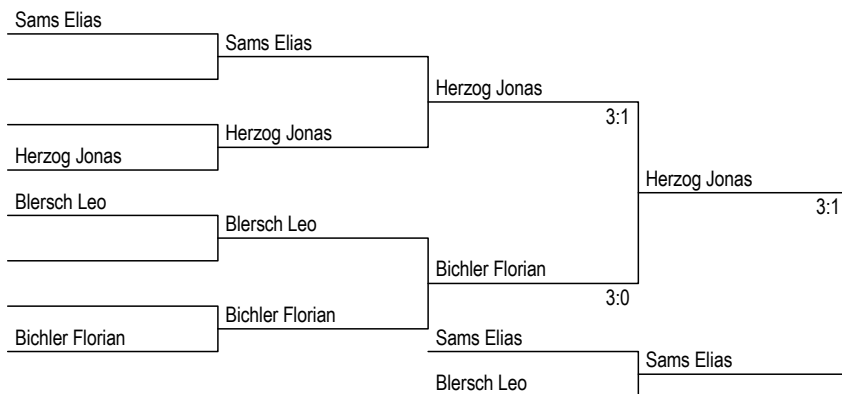 Sams Elias
Sams Elias
Herzog Jonas
3:1
Herzog Jonas
Herzog Jonas
Herzog Jonas
3:1
Blersch Leo
Blersch Leo
Bichler Florian
3:0
Bichler Florian
Bichler Florian
Sams Elias
Sams Elias
Blersch Leo